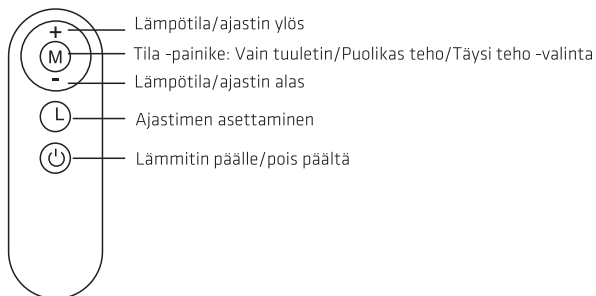 +
Lämpötila/ajastin ylös
M
Tila -painike: Vain tuuletin/Puolikas teho/Täysi teho -valinta
-
Lämpötila/ajastin alas
Ajastimen asettaminen
Lämmitin päälle/pois päältä